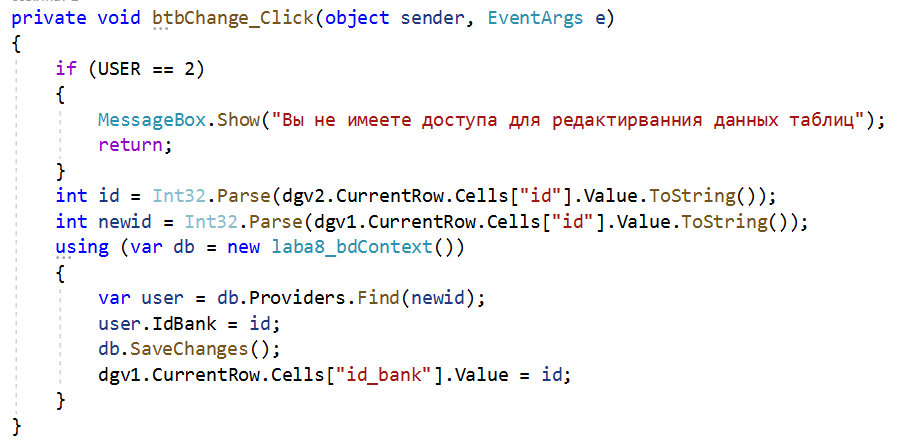 private void btbChange_Click(object sender, EventArgs e)
{
if (USER == 2)
{
MessageBox.Show("Вы не имеете доступа для редактирванния данных таблиц");
return;
}
int id = Int32.Parse(dgv2.CurrentRow.Cells["id"].Value.ToString());
int newid = Int32.Parse(dgv1.CurrentRow.Cells["id"].Value.ToString());
using (var db = new laba8_bdContext())
{
var user = db.Providers.Find(newid);
user.IdBank = id;
db.SaveChanges();
dgv1.CurrentRow.Cells["id_bank"].Value = id;
}
}